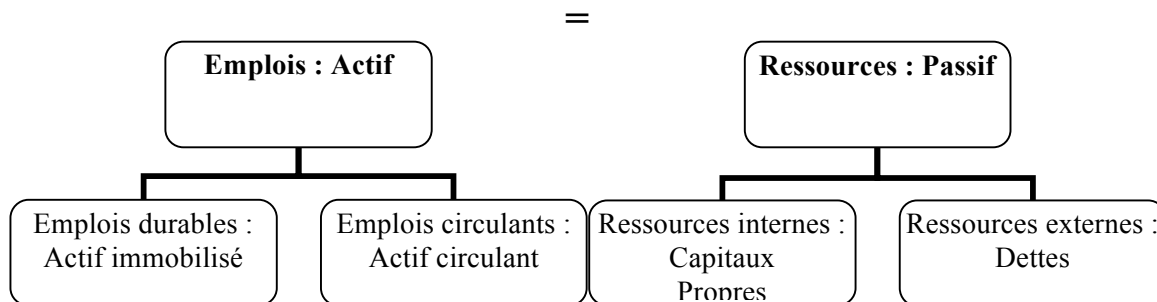 =
Emplois : Actif
Ressources : Passif
Emplois durables :
Actif immobilisé
Emplois circulants :
Actif circulant
Ressources internes :
Capitaux
Propres
Ressources externes :
Dettes